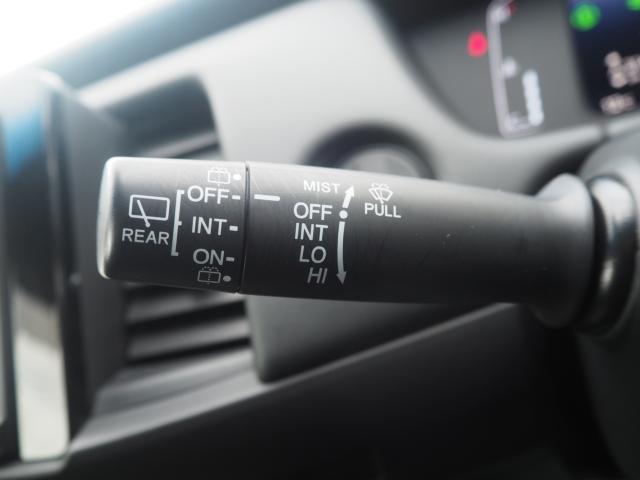 REAR
OFF
INT
ON
MIST
OFF
INT
LO
HI
PULL